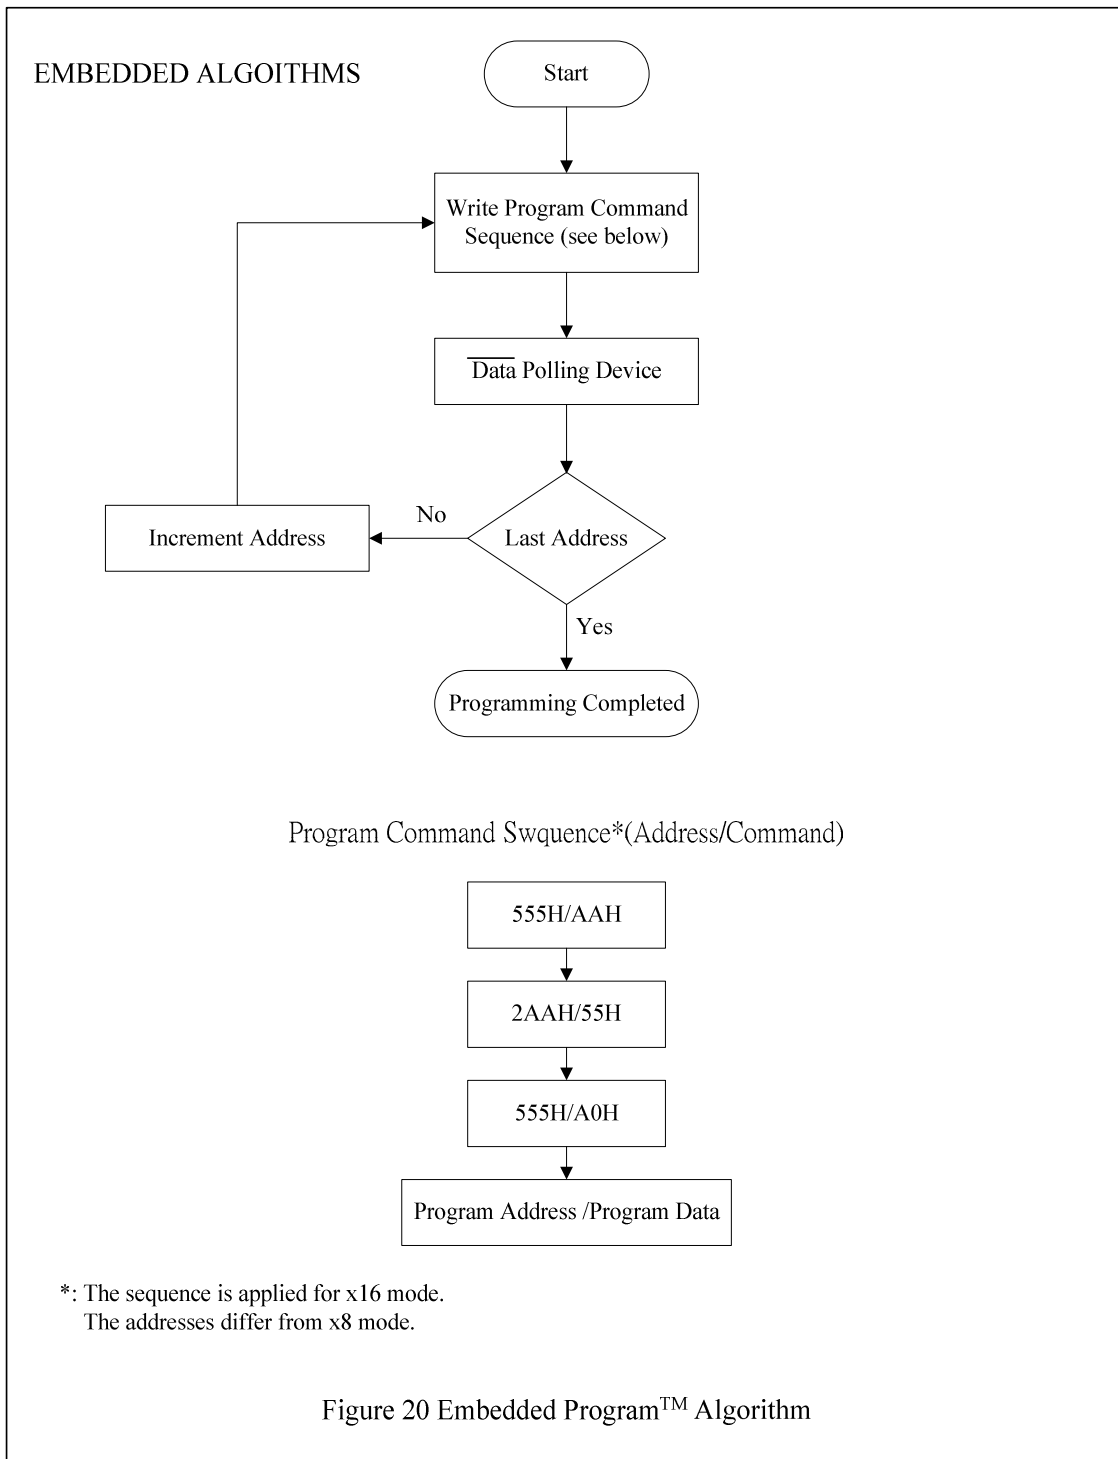 EMBEDDED ALGOITHMS
Start
Write Program Command
Sequence (see below)
Data Polling Device
No
Increment Address
Last Address
Yes
Programming Completed
Program Command Swquence*(Address/Command)
555H/AAH
2AAH/55H
555H/A0H
Program Address /Program Data
*: The sequence is applied for x16 mode.
The addresses differ from x8 mode.
Figure 20 Embedded Program™ Algorithm